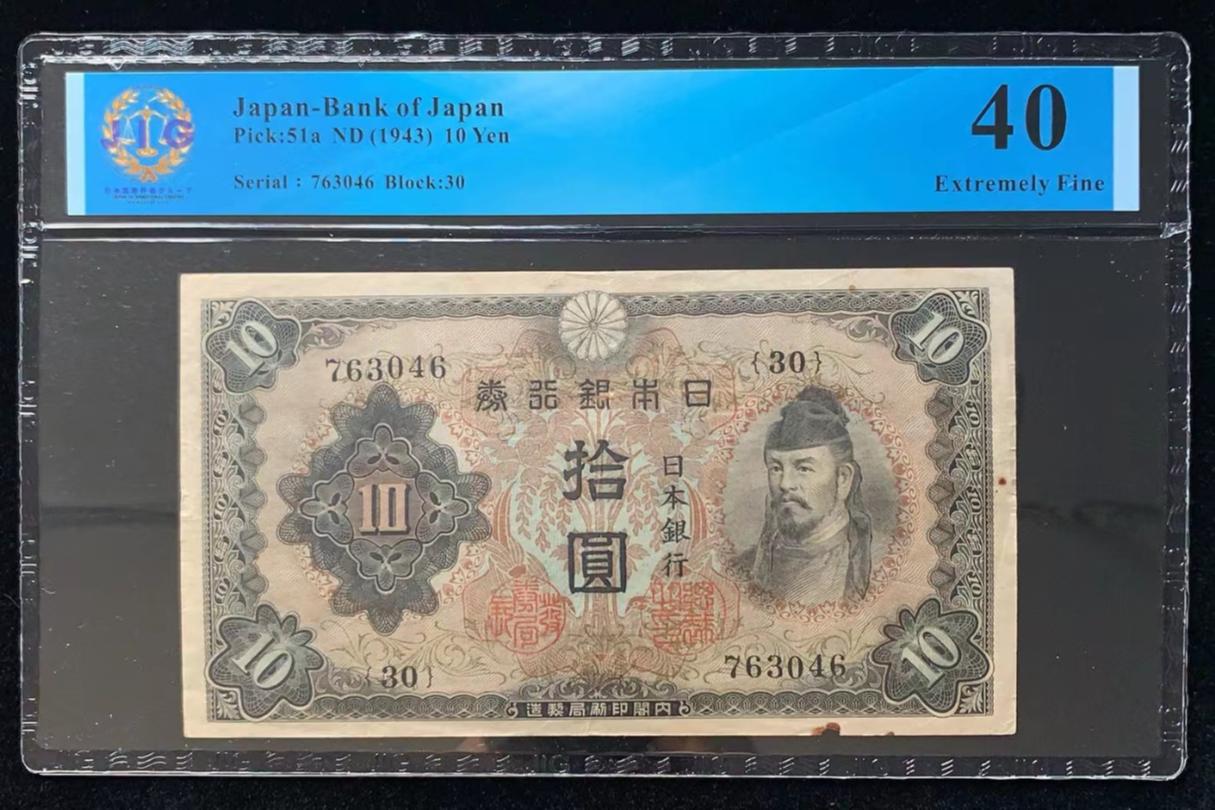 JIG
Japan-Bank of Japan
Pick:51a ND (1943) 10 Yen
Serial : 763046 Block:30
40
Extremely Fine
10
10
763046
{30}
券行銀本日
拾圓
日本銀行
10
10
{30}
763046
造製局刷印閣内